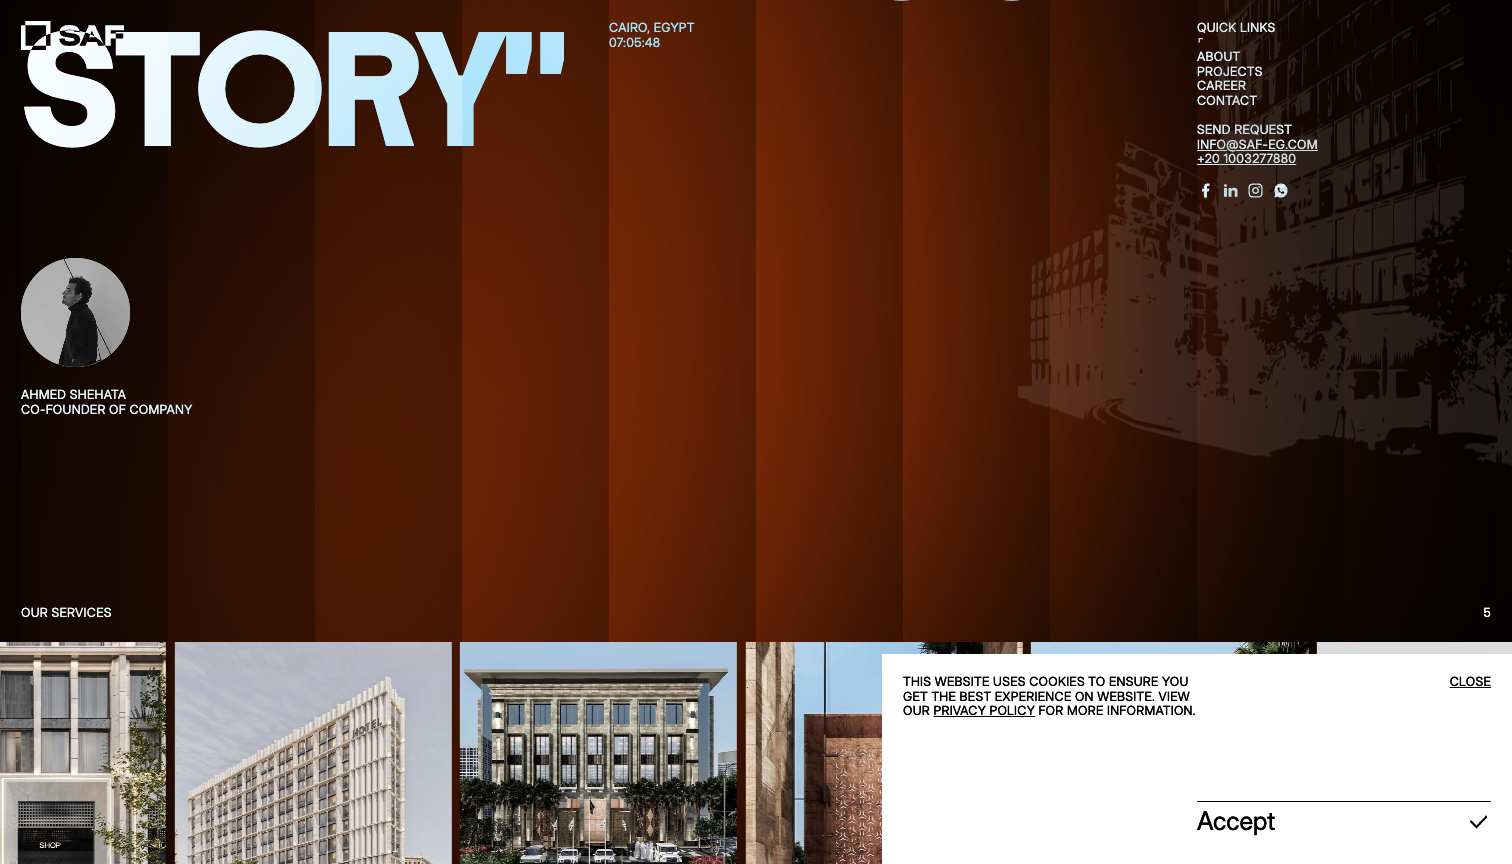 SAF
STORY"
CAIRO, EGYPT
07:05:48
QUICK LINKS
ABOUT
PROJECTS
CAREER
CONTACT
SEND REQUEST
INFO@SAF-EG.COM
+20 1003277880
AHMED SHEHATA
CO-FOUNDER OF COMPANY
OUR SERVICES
5
SHOP
HOTEL
THIS WEBSITE USES COOKIES TO ENSURE YOU
GET THE BEST EXPERIENCE ON WEBSITE. VIEW
OUR PRIVACY POLICY FOR MORE INFORMATION.
CLOSE
Accept